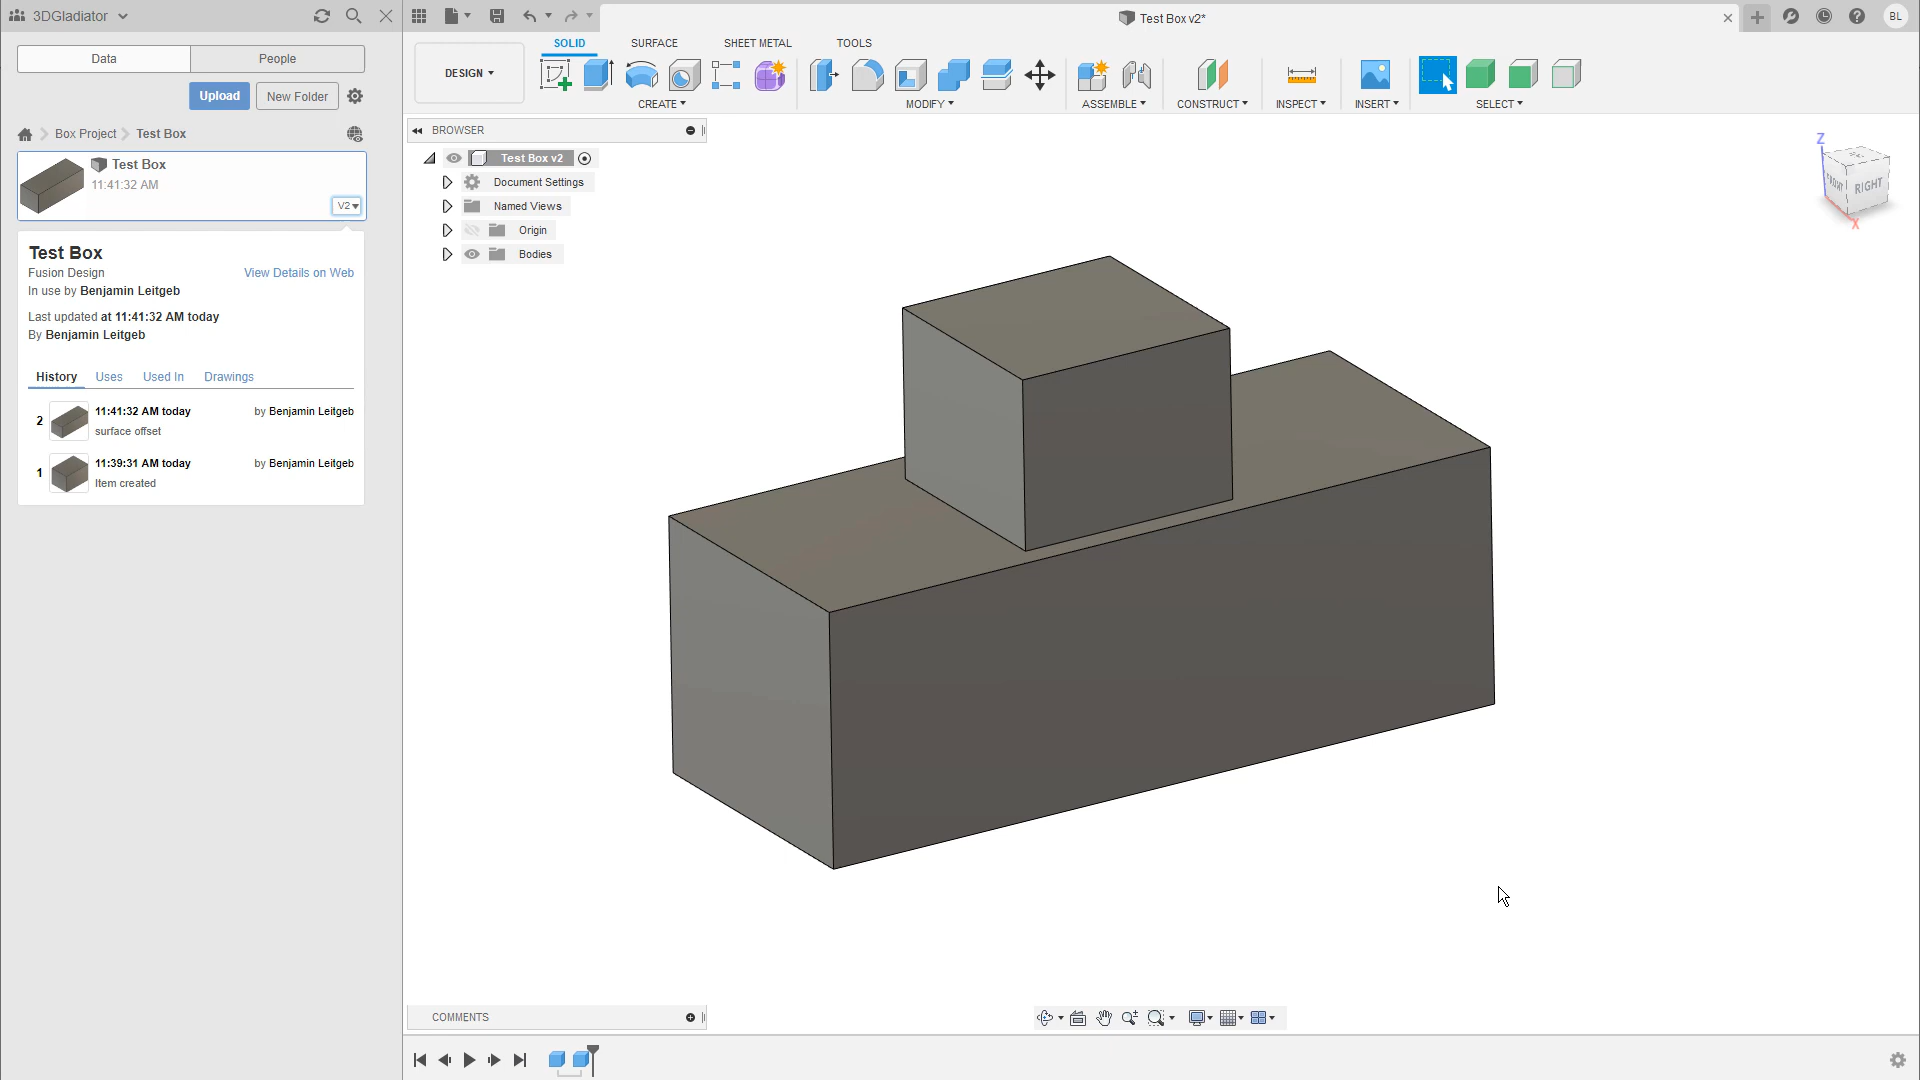 3DGladiator
Test Box v2*
BL
Data
People
Upload
New Folder
Box Project
Test Box
Test Box
11:41:32 AM
V2
Test Box
Fusion Design
View Details on Web
In use by Benjamin Leitgeb
Last updated at 11:41:32 AM today
By Benjamin Leitgeb
History
Uses
Used In
Drawings
2
11:41:32 AM today
by Benjamin Leitgeb
surface offset
1
11:39:31 AM today
by Benjamin Leitgeb
Item created
DESIGN
SOLID
SURFACE
SHEET METAL
TOOLS
CREATE
MODIFY
ASSEMBLE
CONSTRUCT
INSPECT
INSERT
SELECT
BROWSER
Test Box v2
Document Settings
Named Views
Origin
Bodies
Z
FRONT
RIGHT
X
COMMENTS